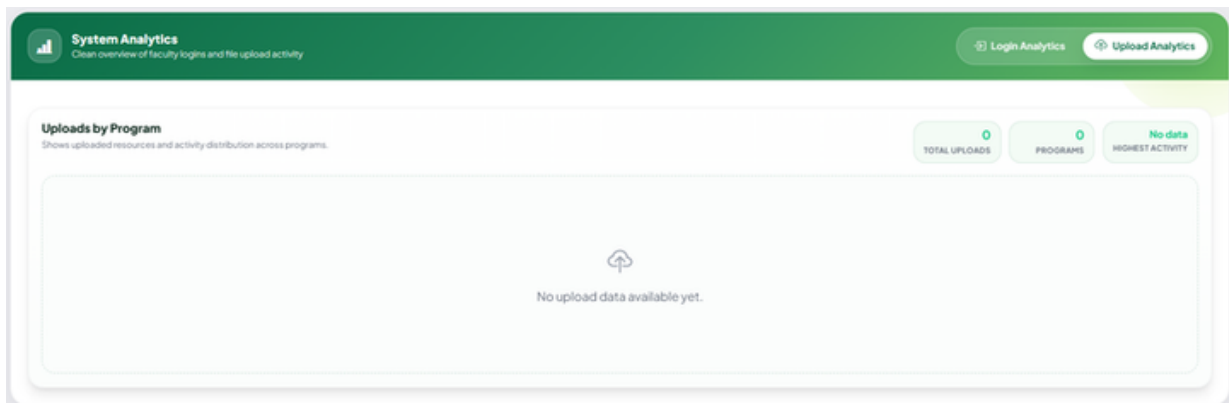 System Analytics
Clean overview of faculty logins and file upload activity
Login Analytics
Upload Analytics
Uploads by Program
Shows uploaded resources and activity distribution across programs.
0
TOTAL UPLOADS
0
PROGRAMS
No data
HIGHEST ACTIVITY
No upload data available yet.